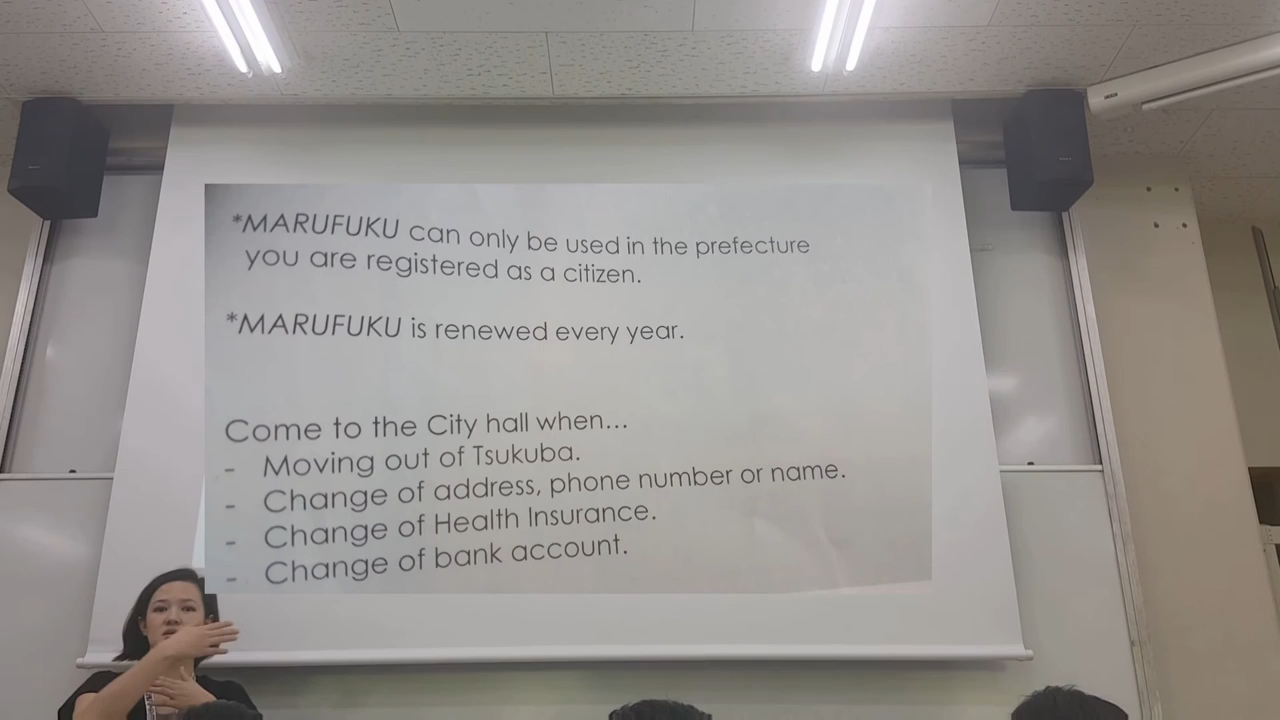 *MARUFUKU can only be used in the prefecture
you are registered as a citizen.
*MARUFUKU is renewed every year.
Come to the City hall when...
- Moving out of Tsukuba.
- Change of address, phone number or name.
- Change of Health Insurance.
- Change of bank account.